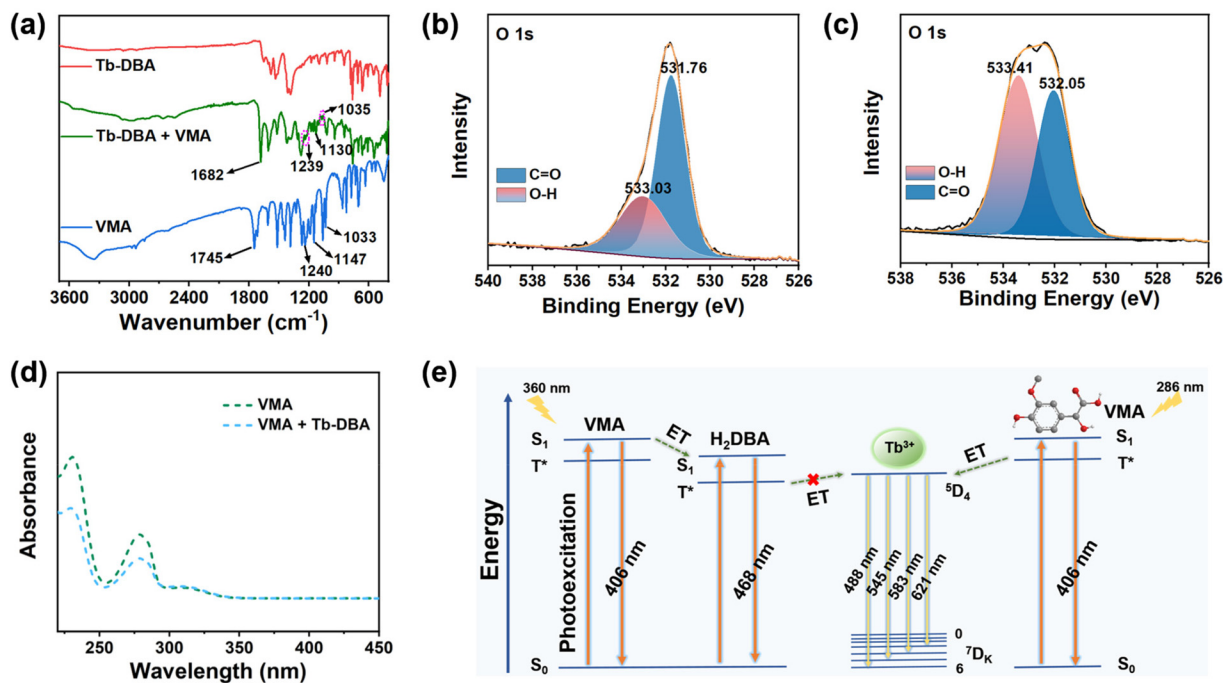 (a)
Tb-DBA
1035
Tb-DBA + VMA
1130
1239
1682
VMA
1033
1745
1147
1240
3600 3000 2400 1800 1200 600
Wavenumber (cm⁻¹)
(b)
O 1s
531.76
533.03
C=O
O-H
Intensity
540 538 536 534 532 530 528 526
Binding Energy (eV)
(c)
O 1s
533.41
532.05
O-H
C=O
Intensity
538 536 534 532 530 528 526
Binding Energy (eV)
(d)
VMA
VMA + Tb-DBA
Absorbance
250 300 350 400 450
Wavelength (nm)
(e)
Energy
360 nm
VMA
S₁
T*
ET
Photoexcitation
406 nm
S₀
H₂DBA
S₁
T*
468 nm
ET
Tb³⁺
⁵D₄
488 nm
545 nm
583 nm
621 nm
0
⁷D_K
6
286 nm
VMA
S₁
T*
ET
406 nm
S₀